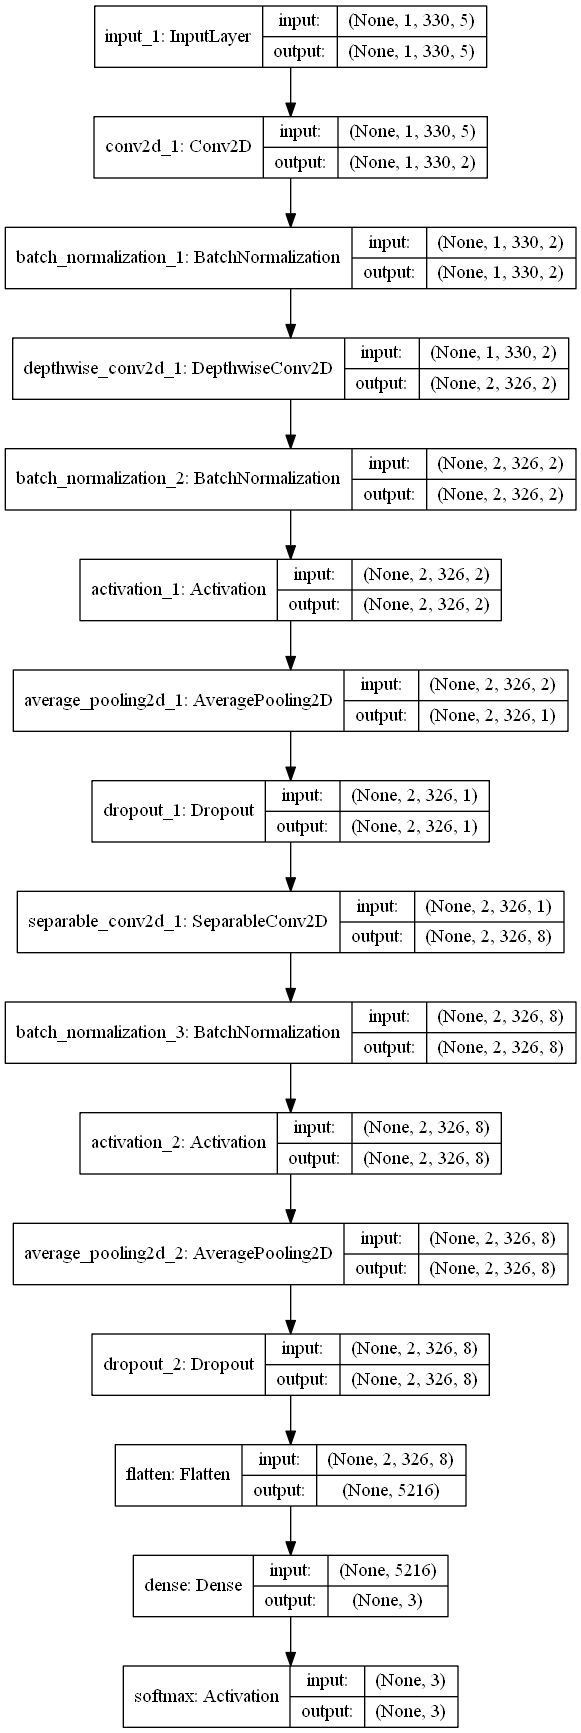 input_1: InputLayer
input: (None, 1, 330, 5)
output: (None, 1, 330, 5)
conv2d_1: Conv2D
input: (None, 1, 330, 5)
output: (None, 1, 330, 2)
batch_normalization_1: BatchNormalization
input: (None, 1, 330, 2)
output: (None, 1, 330, 2)
depthwise_conv2d_1: DepthwiseConv2D
input: (None, 1, 330, 2)
output: (None, 2, 326, 2)
batch_normalization_2: BatchNormalization
input: (None, 2, 326, 2)
output: (None, 2, 326, 2)
activation_1: Activation
input: (None, 2, 326, 2)
output: (None, 2, 326, 2)
average_pooling2d_1: AveragePooling2D
input: (None, 2, 326, 2)
output: (None, 2, 326, 1)
dropout_1: Dropout
input: (None, 2, 326, 1)
output: (None, 2, 326, 1)
separable_conv2d_1: SeparableConv2D
input: (None, 2, 326, 1)
output: (None, 2, 326, 8)
batch_normalization_3: BatchNormalization
input: (None, 2, 326, 8)
output: (None, 2, 326, 8)
activation_2: Activation
input: (None, 2, 326, 8)
output: (None, 2, 326, 8)
average_pooling2d_2: AveragePooling2D
input: (None, 2, 326, 8)
output: (None, 2, 326, 8)
dropout_2: Dropout
input: (None, 2, 326, 8)
output: (None, 2, 326, 8)
flatten: Flatten
input: (None, 2, 326, 8)
output: (None, 5216)
dense: Dense
input: (None, 5216)
output: (None, 3)
softmax: Activation
input: (None, 3)
output: (None, 3)